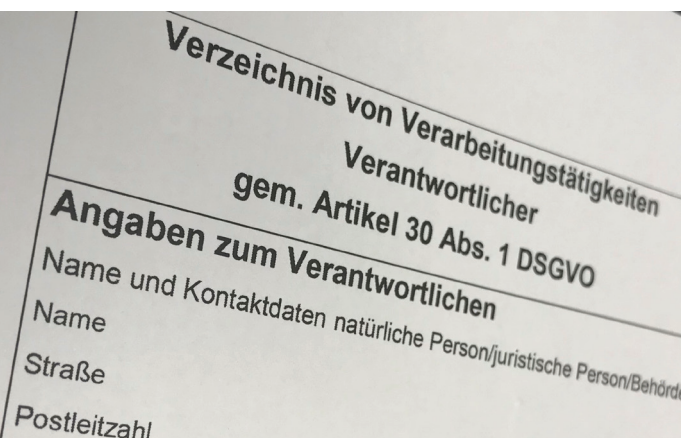 Verzeichnis von Verarbeitungstätigkeiten
Verantwortlicher
gem. Artikel 30 Abs. 1 DSGVO
Angaben zum Verantwortlichen
Name und Kontaktdaten natürliche Person/juristische Person/Behörde
Name
Straße
Postleitzahl